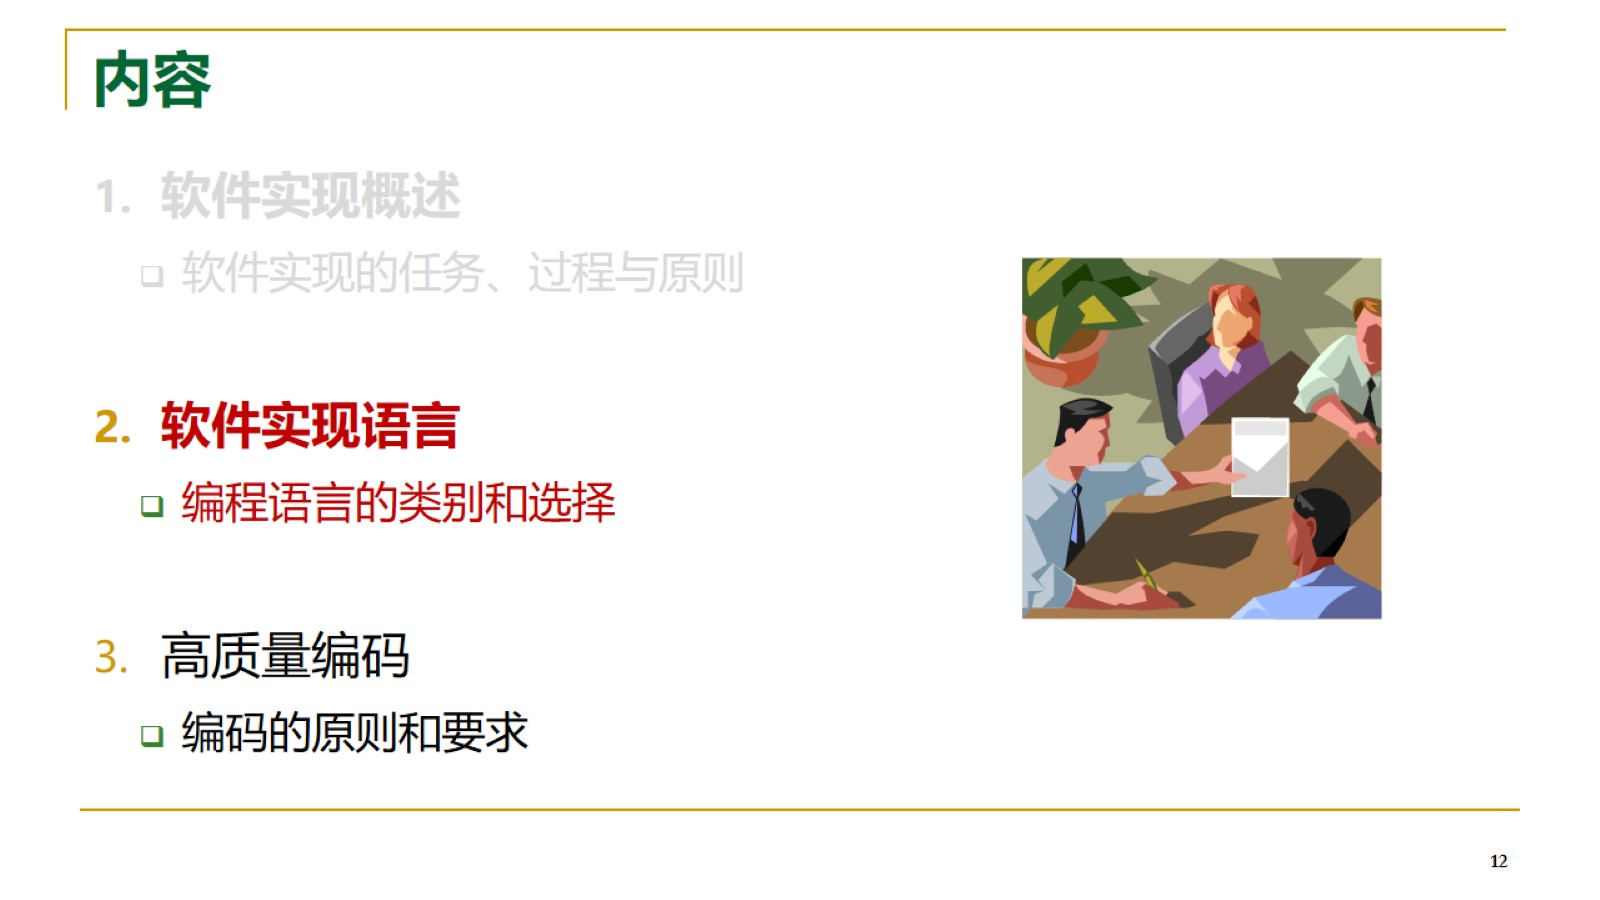 内容
1. 软件实现概述
❑ 软件实现的任务、过程与原则
2. 软件实现语言
❑ 编程语言的类别和选择
3. 高质量编码
❑ 编码的原则和要求
12